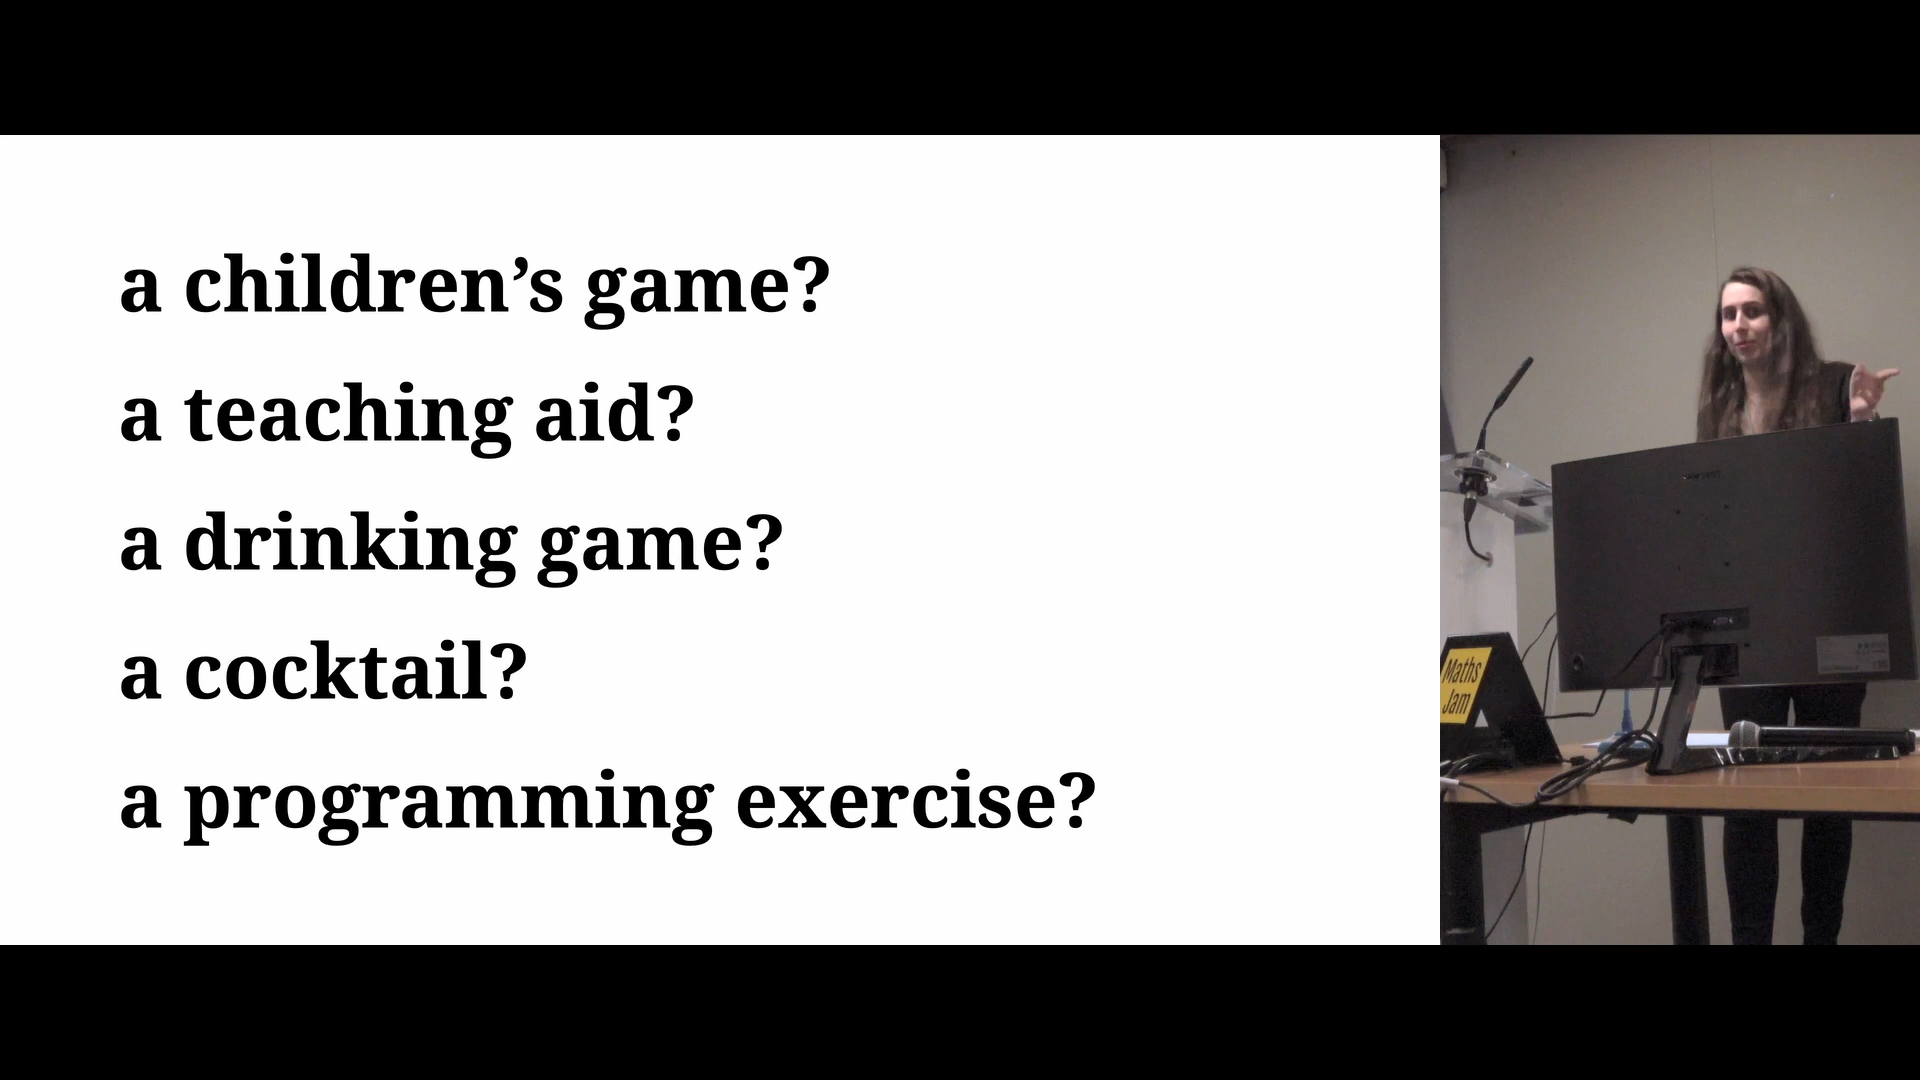 a children’s game?
a teaching aid?
a drinking game?
a cocktail?
a programming exercise?
Maths
Jam